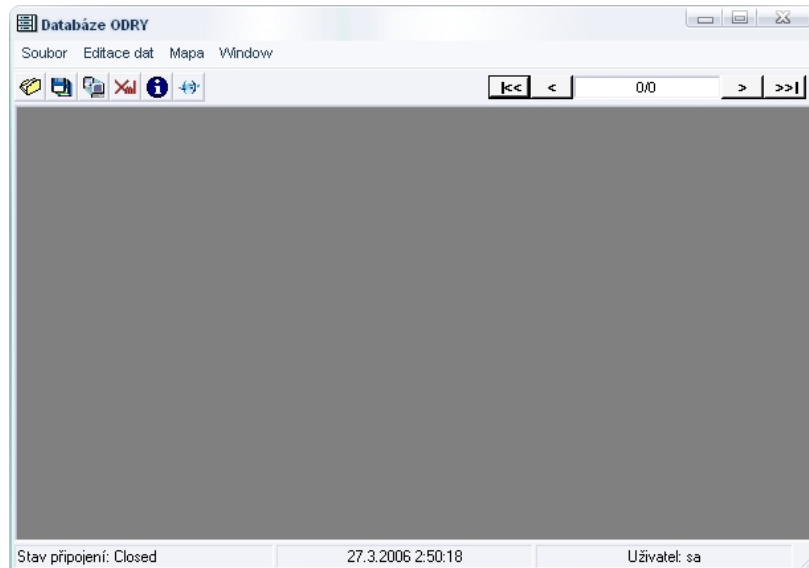 Databáze ODRY
Soubor Editace dat Mapa Window
Xml |<< < 0/0 > >>|
Stav připojení: Closed 27.3.2006 2:50:18 Uživatel: sa